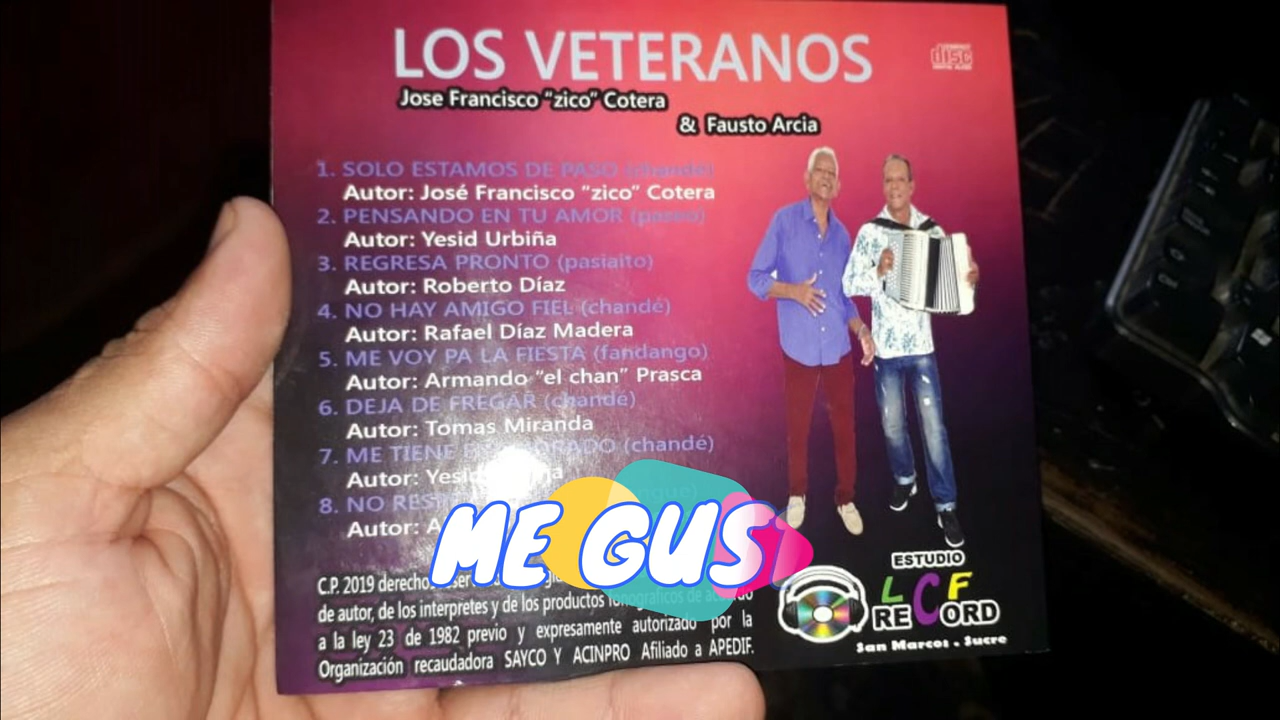 LOS VETERANOS
COMPACT
disc
DIGITAL AUDIO
Jose Francisco "zico" Cotera
& Fausto Arcia
1. SOLO ESTAMOS DE PASO (chandé)
Autor: José Francisco "zico" Cotera
2. PENSANDO EN TU AMOR (paseo)
Autor: Yesid Urbiña
3. REGRESA PRONTO (pasiaito)
Autor: Roberto Díaz
4. NO HAY AMIGO FIEL (chandé)
Autor: Rafael Díaz Madera
5. ME VOY PA LA FIESTA (fandango)
Autor: Armando "el chan" Prasca
6. DEJA DE FREGAR (chandé)
Autor: Tomas Miranda
7. ME TIENE (chandé)
Autor:
8. NO
Autor:
ME GUS
C.P. 2019
de autor, de los interpretes y de los productos fonográficos de
a la ley 23 de 1982 previo y expresamente autorizado por la
Organización recaudadora SAYCO Y ACINPRO Afiliado a APEDIF.
ESTUDIO
LCF
RECORD
San Marcos - Sucre